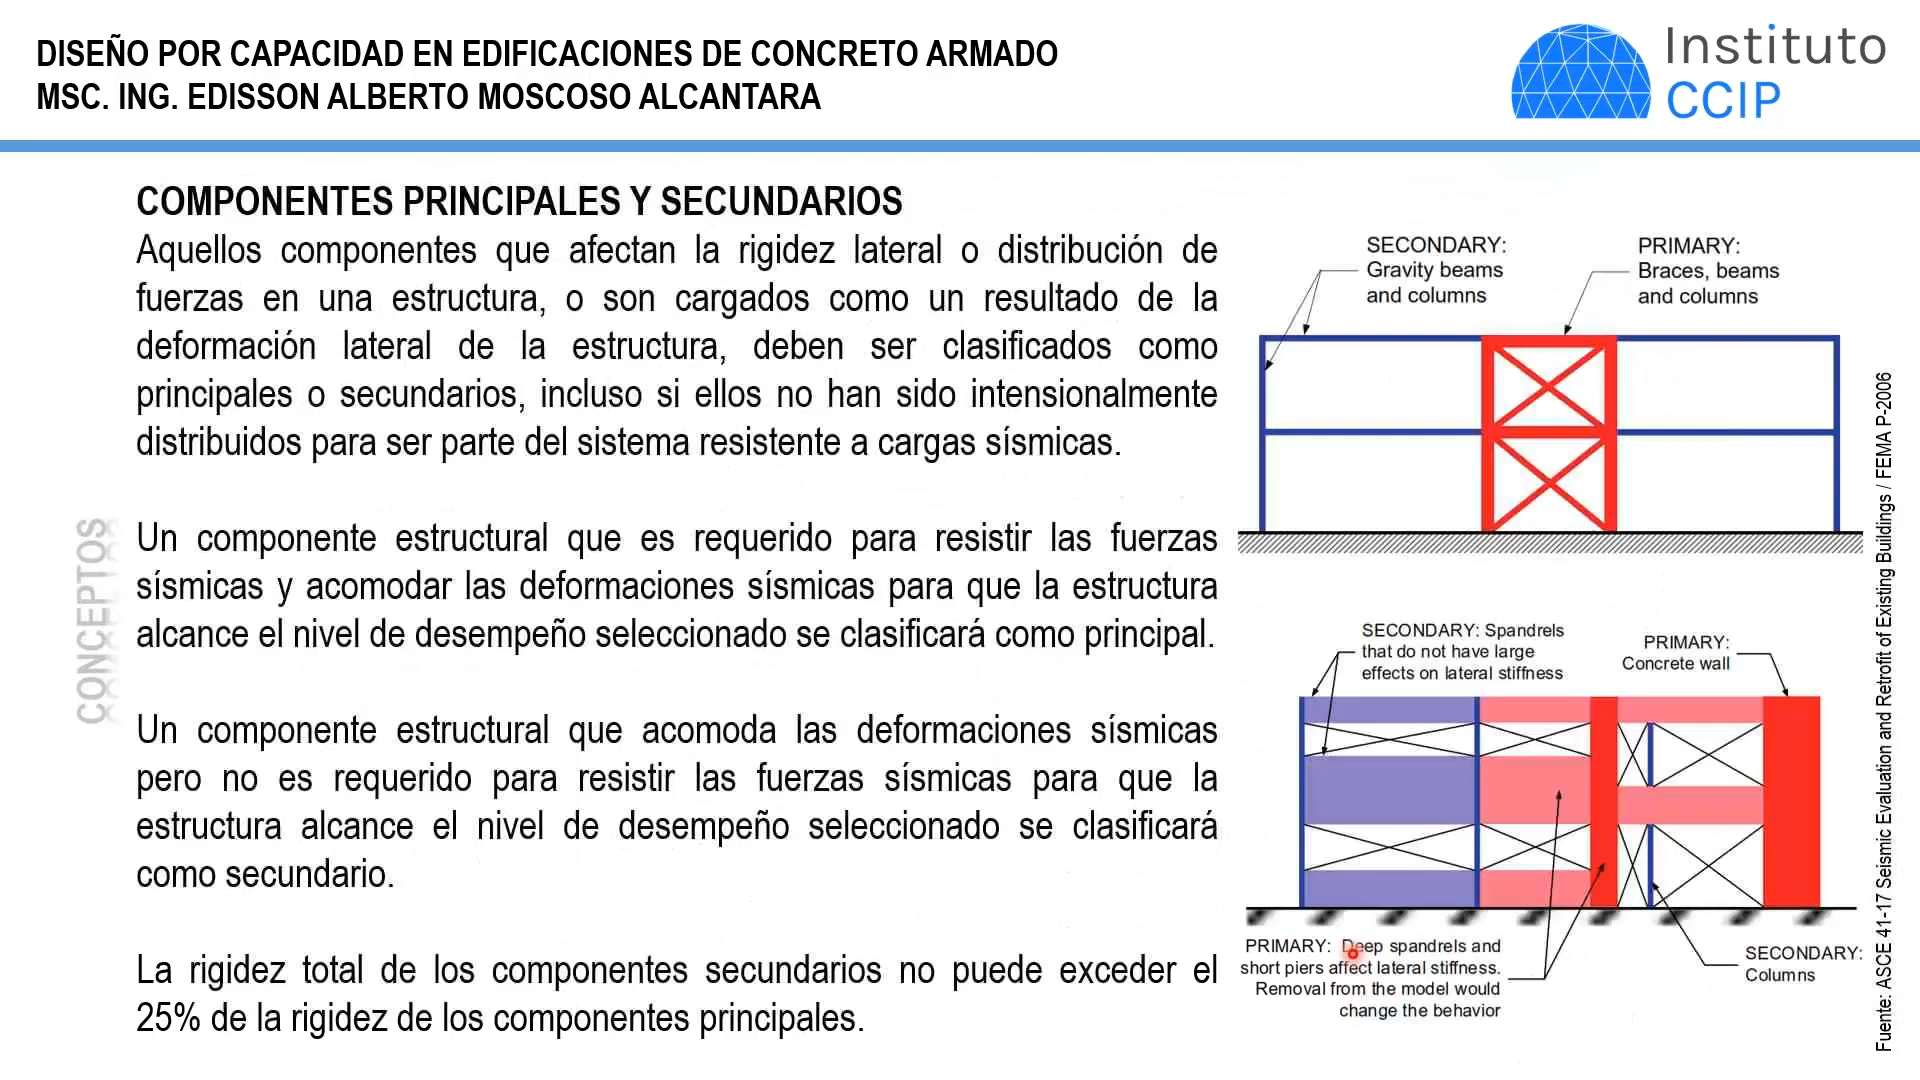 DISEÑO POR CAPACIDAD EN EDIFICACIONES DE CONCRETO ARMADO
MSC. ING. EDISSON ALBERTO MOSCOSO ALCANTARA
Instituto
CCIP
CONCEPTOS
COMPONENTES PRINCIPALES Y SECUNDARIOS
Aquellos componentes que afectan la rigidez lateral o distribución de
fuerzas en una estructura, o son cargados como un resultado de la
deformación lateral de la estructura, deben ser clasificados como
principales o secundarios, incluso si ellos no han sido intensionalmente
distribuidos para ser parte del sistema resistente a cargas sísmicas.
Un componente estructural que es requerido para resistir las fuerzas
sísmicas y acomodar las deformaciones sísmicas para que la estructura
alcance el nivel de desempeño seleccionado se clasificará como principal.
Un componente estructural que acomoda las deformaciones sísmicas
pero no es requerido para resistir las fuerzas sísmicas para que la
estructura alcance el nivel de desempeño seleccionado se clasificará
como secundario.
La rigidez total de los componentes secundarios no puede exceder el
25% de la rigidez de los componentes principales.
SECONDARY:
Gravity beams
and columns
PRIMARY:
Braces, beams
and columns
SECONDARY: Spandrels
that do not have large
effects on lateral stiffness
PRIMARY:
Concrete wall
PRIMARY: Deep spandrels and
short piers affect lateral stiffness.
Removal from the model would
change the behavior
SECONDARY:
Columns
Fuente: ASCE 41-17 Seismic Evaluation and Retrofit of Existing Buildings / FEMA P-2006